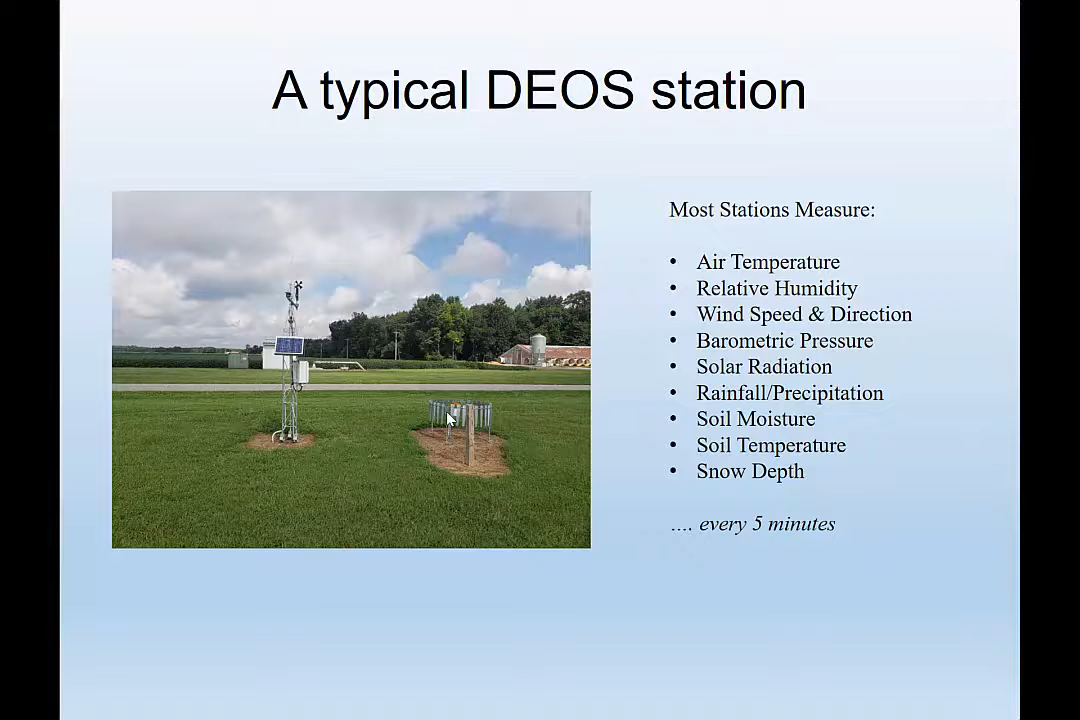 A typical DEOS station
Most Stations Measure:
• Air Temperature
• Relative Humidity
• Wind Speed & Direction
• Barometric Pressure
• Solar Radiation
• Rainfall/Precipitation
• Soil Moisture
• Soil Temperature
• Snow Depth
.... every 5 minutes